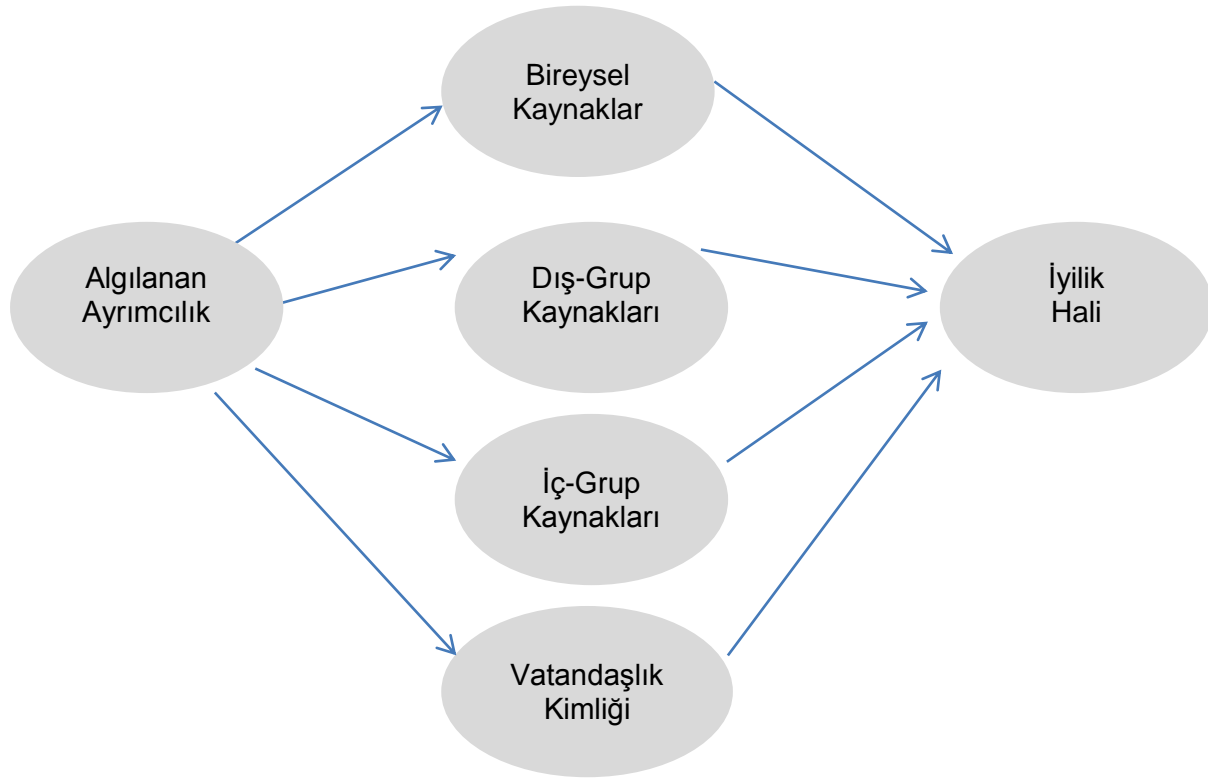 Bireysel
Kaynaklar
Algılanan
Ayrımcılık
Dış-Grup
Kaynakları
İyilik
Hali
İç-Grup
Kaynakları
Vatandaşlık
Kimliği